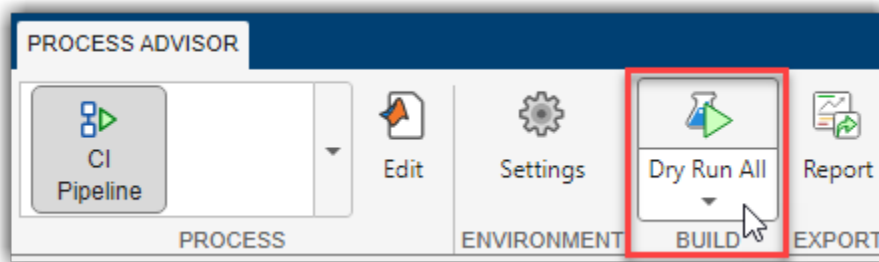 PROCESS ADVISOR
CI
Pipeline
Edit
Settings
Dry Run All
Report
PROCESS
ENVIRONMENT
BUILD
EXPORT